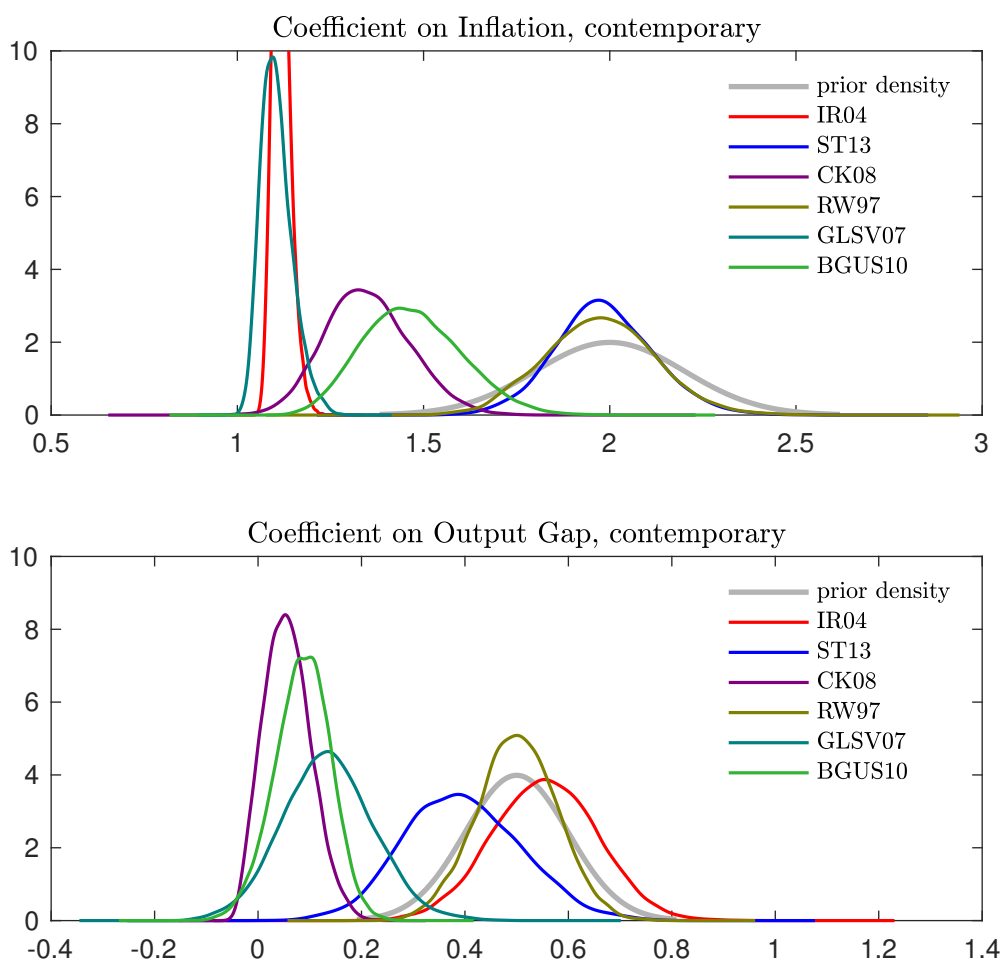 Coefficient on Inflation, contemporary
10
8
6
4
2
0
prior density
IR04
ST13
CK08
RW97
GLSV07
BGUS10
0.5 1 1.5 2 2.5 3
Coefficient on Output Gap, contemporary
10
8
6
4
2
0
prior density
IR04
ST13
CK08
RW97
GLSV07
BGUS10
-0.4 -0.2 0 0.2 0.4 0.6 0.8 1 1.2 1.4